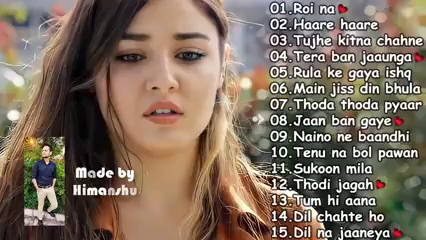 01.Roi na
02.Haare haare
03.Tujhe kitna chahne
04.Tera ban jaaunga
05.Rula ke gaya ishq
06.Main jiss din bhula
07.Thoda thoda pyaar
08.Jaan ban gaye
09.Naino ne baandhi
10.Tenu na bol pawan
11.Sukoon mila
12.Thodi jagah
13.Tum hi aana
14.Dil chahte ho
15.Dil na jaaneya
Made by
Himanshu